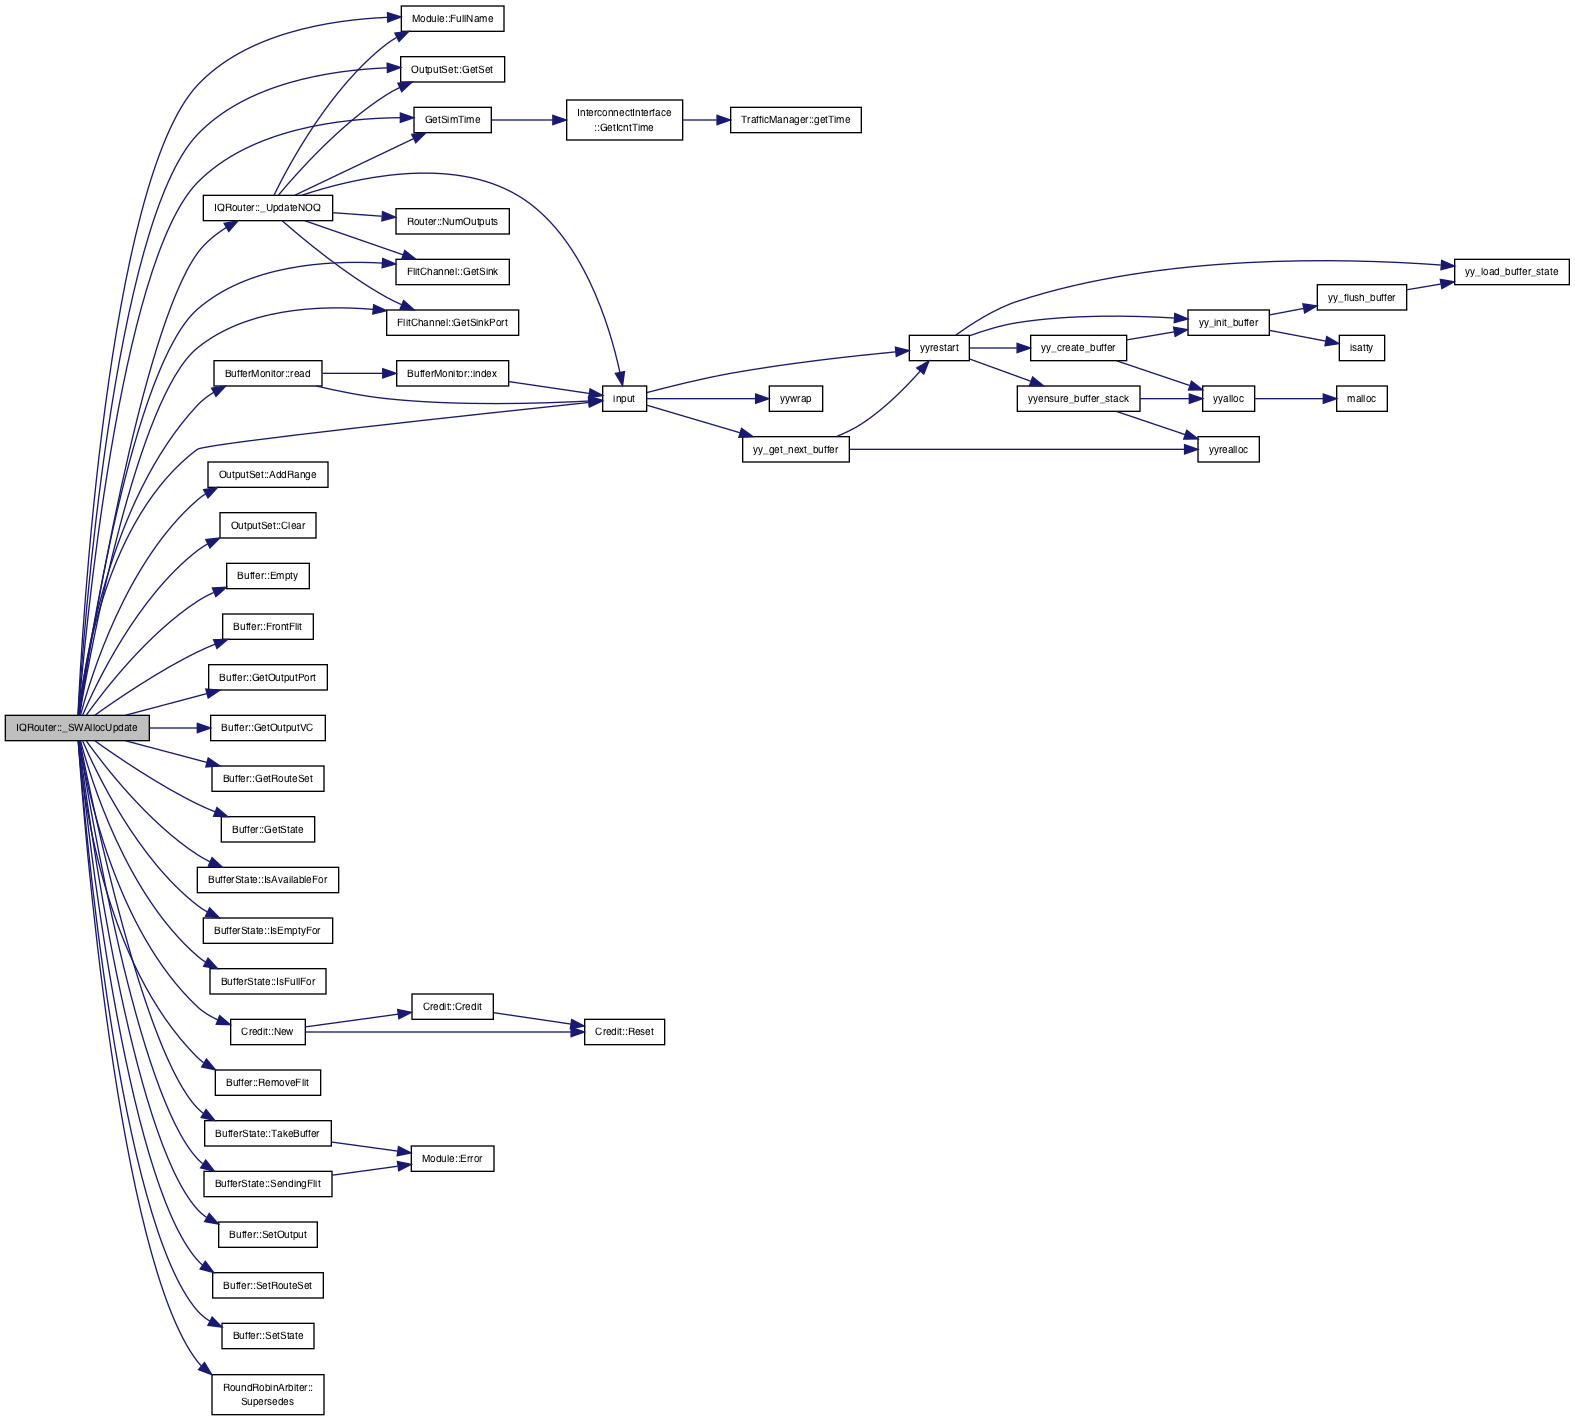 Module::FullName
OutputSet::GetSet
GetSimTime
InterconnectInterface
::GetIcntTime
TrafficManager::getTime
IQRouter::_UpdateNOQ
Router::NumOutputs
FlitChannel::GetSink
FlitChannel::GetSinkPort
yy_load_buffer_state
yy_flush_buffer
yy_init_buffer
yyrestart
yy_create_buffer
isatty
BufferMonitor::read
BufferMonitor::index
input
yywrap
yyensure_buffer_stack
yyalloc
malloc
yy_get_next_buffer
yyrealloc
OutputSet::AddRange
OutputSet::Clear
Buffer::Empty
Buffer::FrontFlit
Buffer::GetOutputPort
IQRouter::_SWAllocUpdate
Buffer::GetOutputVC
Buffer::GetRouteSet
Buffer::GetState
BufferState::IsAvailableFor
BufferState::IsEmptyFor
BufferState::IsFullFor
Credit::New
Credit::Credit
Credit::Reset
Buffer::RemoveFlit
BufferState::TakeBuffer
Module::Error
BufferState::SendingFlit
Buffer::SetOutput
Buffer::SetRouteSet
Buffer::SetState
RoundRobinArbiter::
Supersedes